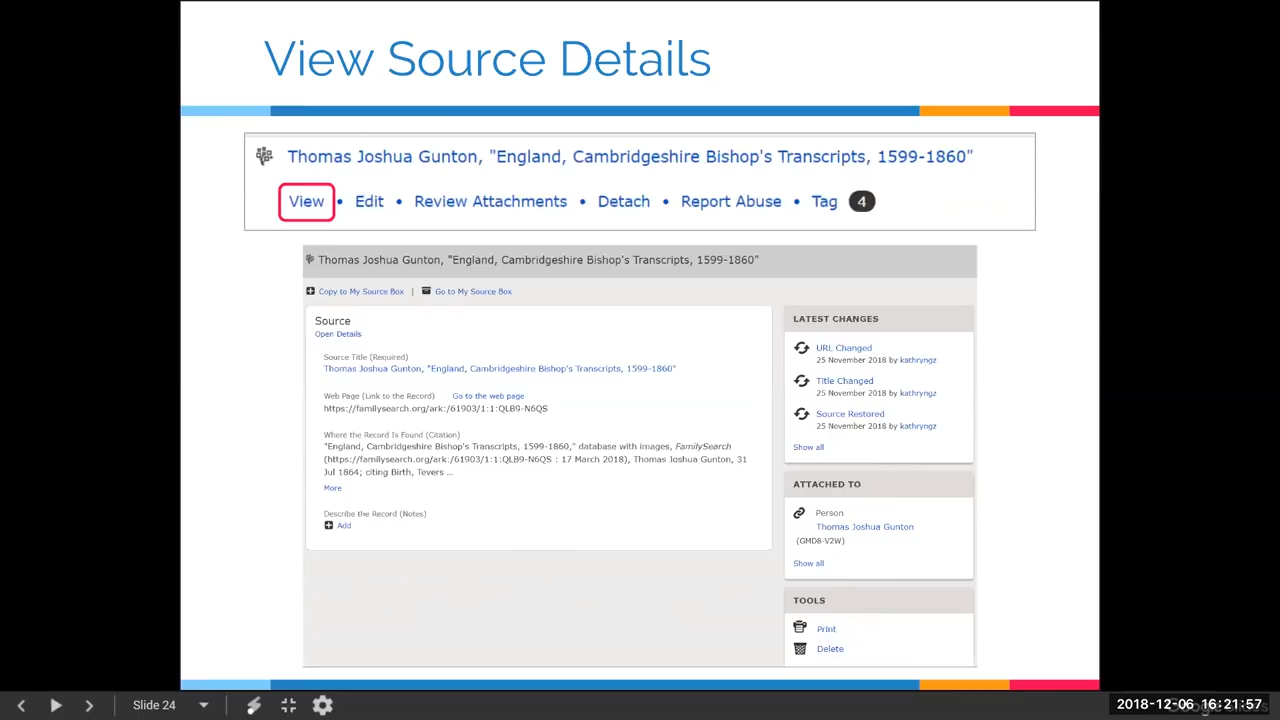 View Source Details
Thomas Joshua Gunton, "England, Cambridgeshire Bishop's Transcripts, 1599-1860"
View • Edit • Review Attachments • Detach • Report Abuse • Tag 4
Thomas Joshua Gunton, "England, Cambridgeshire Bishop's Transcripts, 1599-1860"
Copy to My Source Box | Go to My Source Box
Source
Open Details
Source Title (Required)
Thomas Joshua Gunton, "England, Cambridgeshire Bishop's Transcripts, 1599-1860"
Web Page (Link to the Record) Go to the web page
https://familysearch.org/ark:/61903/1:1:QLB9-N6QS
Where the Record Is Found (Citation)
"England, Cambridgeshire Bishop's Transcripts, 1599-1860," database with images, FamilySearch
(https://familysearch.org/ark:/61903/1:1:QLB9-N6QS : 17 March 2018), Thomas Joshua Gunton, 31
Jul 1864; citing Birth, Tevers ...
More
Describe the Record (Notes)
Add
LATEST CHANGES
URL Changed
25 November 2018 by kathryngz
Title Changed
25 November 2018 by kathryngz
Source Restored
25 November 2018 by kathryngz
Show all
ATTACHED TO
Person
Thomas Joshua Gunton
(GMD8-V2W)
Show all
TOOLS
Print
Delete
Slide 24
2018-12-06 16:21:57